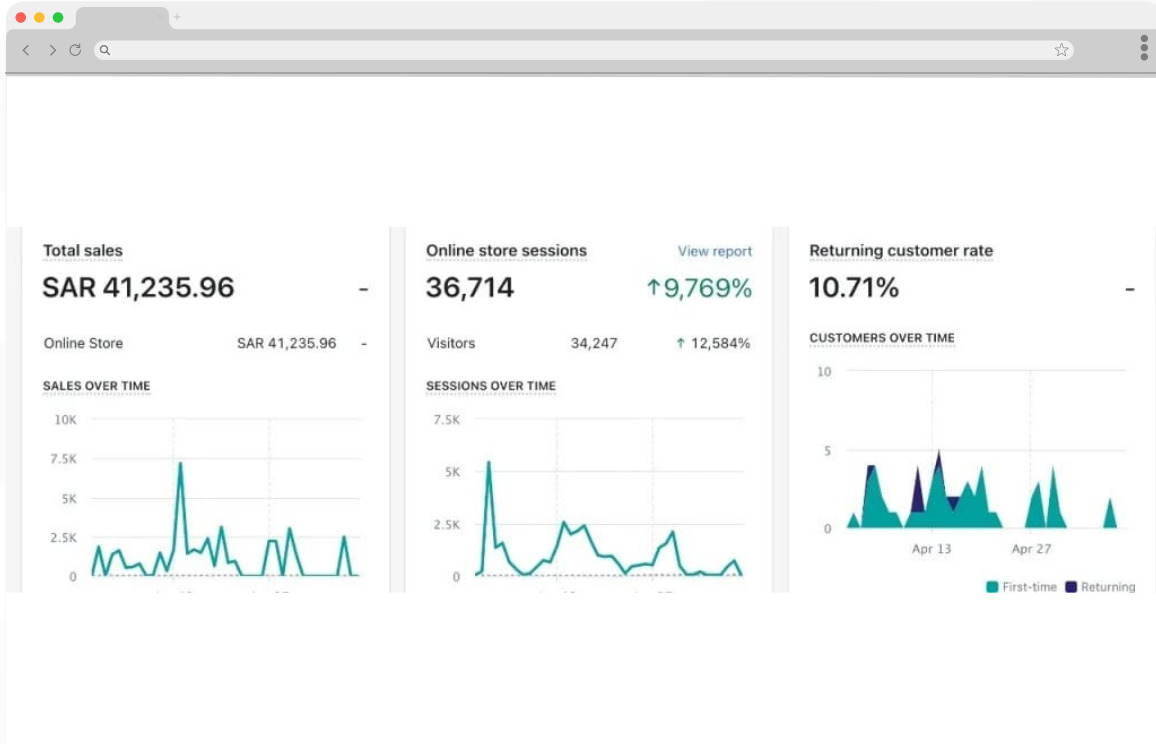 Total sales
SAR 41,235.96 -
Online Store SAR 41,235.96 -
SALES OVER TIME
10K
7.5K
5K
2.5K
0
Online store sessions View report
36,714 ↑9,769%
Visitors 34,247 ↑ 12,584%
SESSIONS OVER TIME
7.5K
5K
2.5K
0
Returning customer rate
10.71% -
CUSTOMERS OVER TIME
10
5
0
Apr 13 Apr 27
First-time Returning